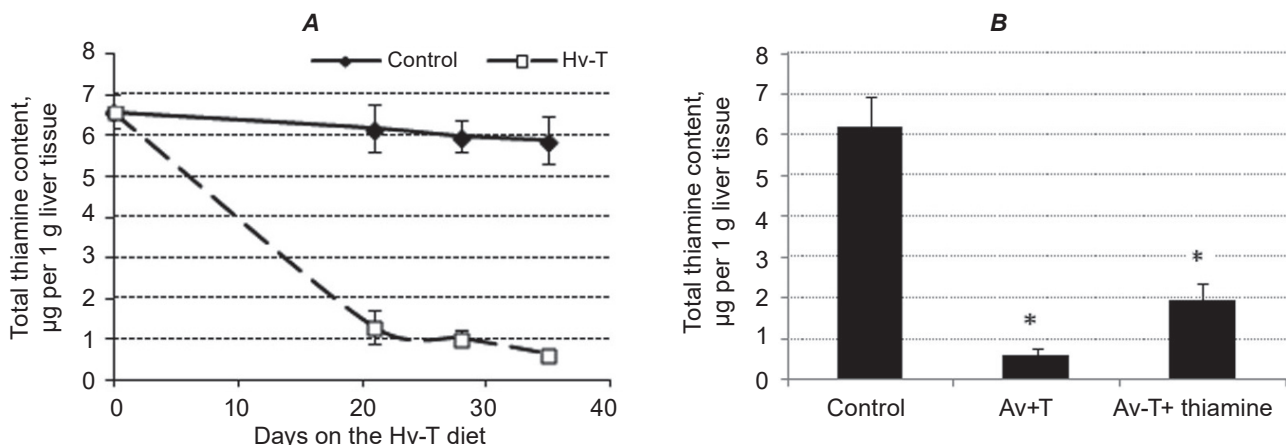 A
Control
Hv-T
Total thiamine content,
µg per 1 g liver tissue
8
7
6
5
4
3
2
1
0
0 10 20 30 40
Days on the Hv-T diet
B
Total thiamine content,
µg per 1 g liver tissue
8
7
6
5
4
3
2
1
0
*
*
Control Av+T Av-T+ thiamine